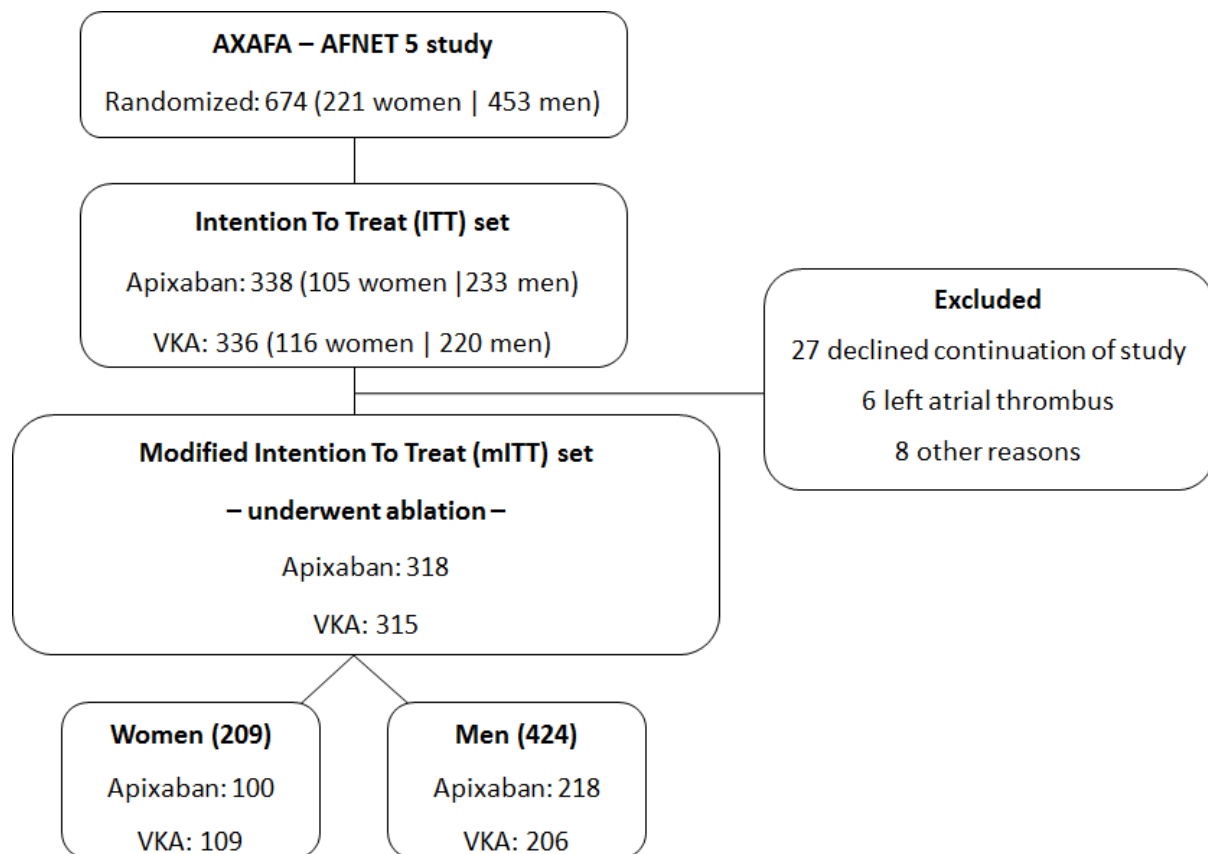 AXAFA – AFNET 5 study
Randomized: 674 (221 women | 453 men)
Intention To Treat (ITT) set
Apixaban: 338 (105 women |233 men)
VKA: 336 (116 women | 220 men)
Excluded
27 declined continuation of study
6 left atrial thrombus
8 other reasons
Modified Intention To Treat (mITT) set
– underwent ablation –
Apixaban: 318
VKA: 315
Women (209)
Apixaban: 100
VKA: 109
Men (424)
Apixaban: 218
VKA: 206